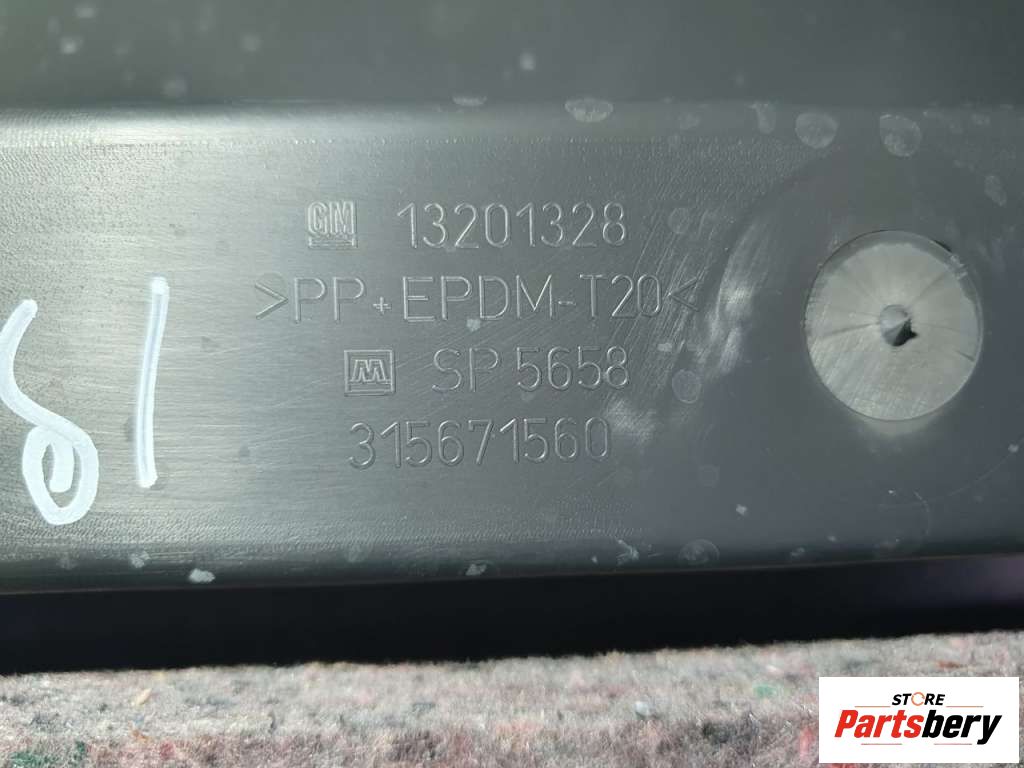 GM 13201328
>PP+EPDM-T20<
M SP 5658
315671560
STORE
Partsbery